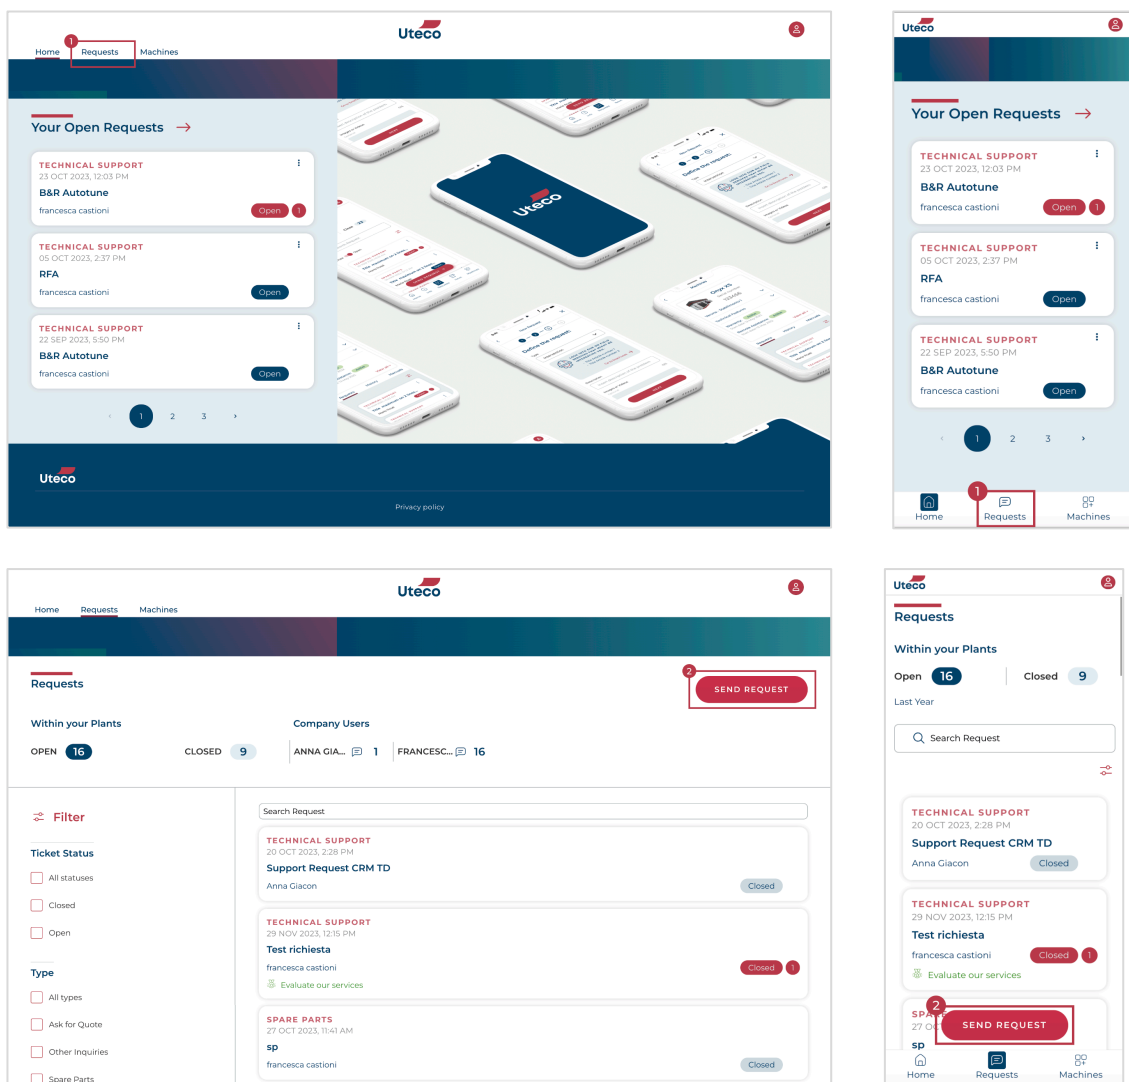 Uteco
1
Home Requests Machines
Your Open Requests
TECHNICAL SUPPORT
23 OCT 2023, 12:03 PM
B&R Autotune
francesca castioni
Open 1
TECHNICAL SUPPORT
05 OCT 2023, 2:37 PM
RFA
francesca castioni
Open
TECHNICAL SUPPORT
22 SEP 2023, 5:50 PM
B&R Autotune
francesca castioni
Open
1 2 3
Uteco
Define the request
Define the request
Onyx XS
Uteco
Privacy policy
Uteco
Your Open Requests
TECHNICAL SUPPORT
23 OCT 2023, 12:03 PM
B&R Autotune
francesca castioni
Open 1
TECHNICAL SUPPORT
05 OCT 2023, 2:37 PM
RFA
francesca castioni
Open
TECHNICAL SUPPORT
22 SEP 2023, 5:50 PM
B&R Autotune
francesca castioni
Open
1 2 3
1
Home Requests Machines
Uteco
Home Requests Machines
Requests
2
SEND REQUEST
Within your Plants
Company Users
OPEN 16
CLOSED 9
ANNA GIA... 1
FRANCESC... 16
Filter
Ticket Status
All statuses
Closed
Open
Type
All types
Ask for Quote
Other Inquiries
Spare Parts
Search Request
TECHNICAL SUPPORT
20 OCT 2023, 2:28 PM
Support Request CRM TD
Anna Giacon
Closed
TECHNICAL SUPPORT
29 NOV 2023, 12:15 PM
Test richiesta
francesca castioni
Closed 1
Evaluate our services
SPARE PARTS
27 OCT 2023, 11:41 AM
sp
francesca castioni
Closed
Uteco
Requests
Within your Plants
Open 16
Closed 9
Last Year
Search Request
TECHNICAL SUPPORT
20 OCT 2023, 2:28 PM
Support Request CRM TD
Anna Giacon
Closed
TECHNICAL SUPPORT
29 NOV 2023, 12:15 PM
Test richiesta
francesca castioni
Closed 1
Evaluate our services
2
SPARE
27 OC
SEND REQUEST
sp
Home Requests Machines